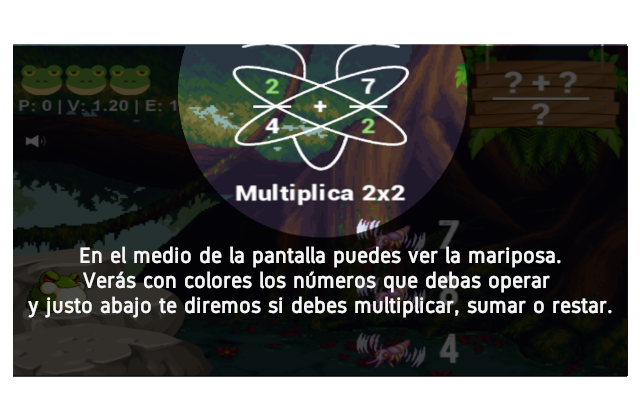 2 7
+
4 2
Multiplica 2x2
P: 0 | V: 1.20 | E: 1
? + ?
?
7
En el medio de la pantalla puedes ver la mariposa.
Verás con colores los números que debas operar
y justo abajo te diremos si debes multiplicar, sumar o restar.
4